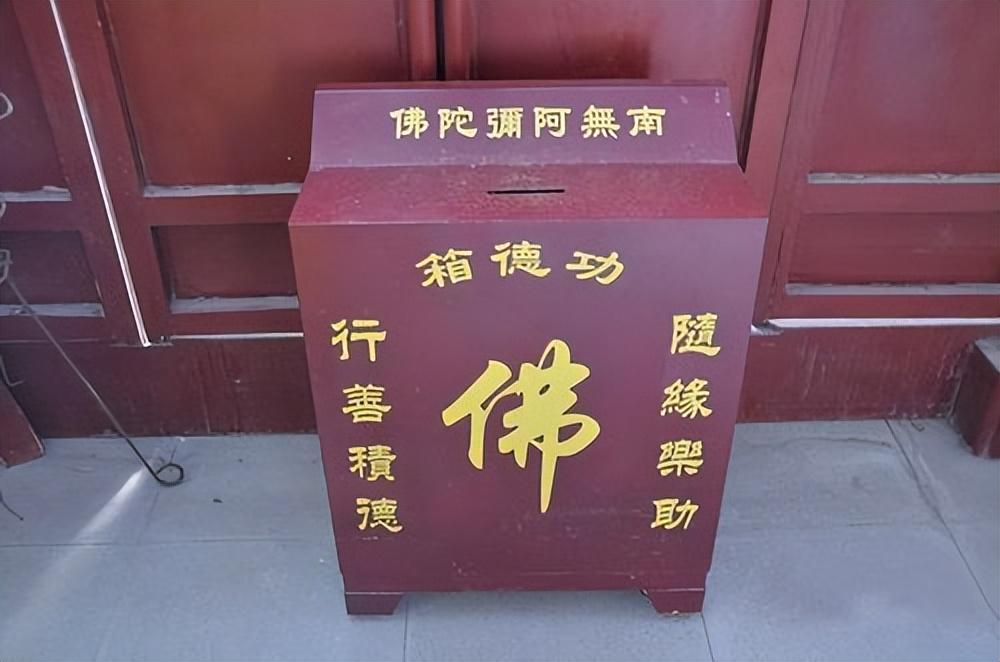 南無阿彌陀佛
功德箱
隨緣樂助
佛
行善積德